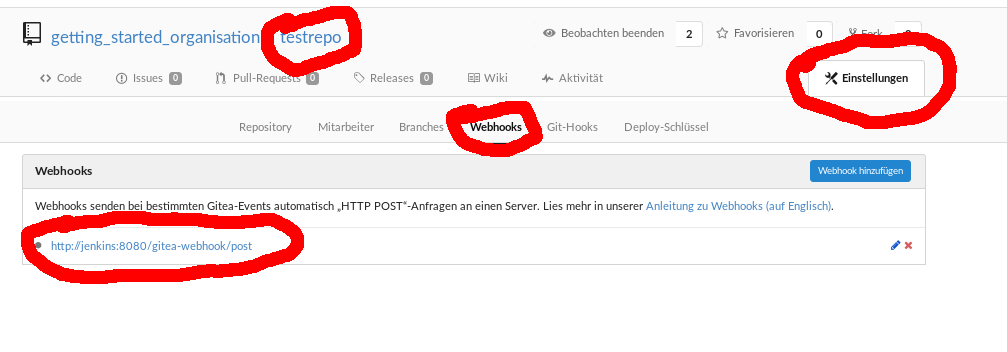 getting_started_organisation testrepo
Beobachten beenden 2 Favorisieren 0 Fork
Code Issues 0 Pull-Requests 0 Releases 0 Wiki Aktivität Einstellungen
Repository Mitarbeiter Branches Webhooks Git-Hooks Deploy-Schlüssel
Webhooks Webhook hinzufügen
Webhooks senden bei bestimmten Gitea-Events automatisch „HTTP POST“-Anfragen an einen Server. Lies mehr in unserer Anleitung zu Webhooks (auf Englisch).
http://jenkins:8080/gitea-webhook/post